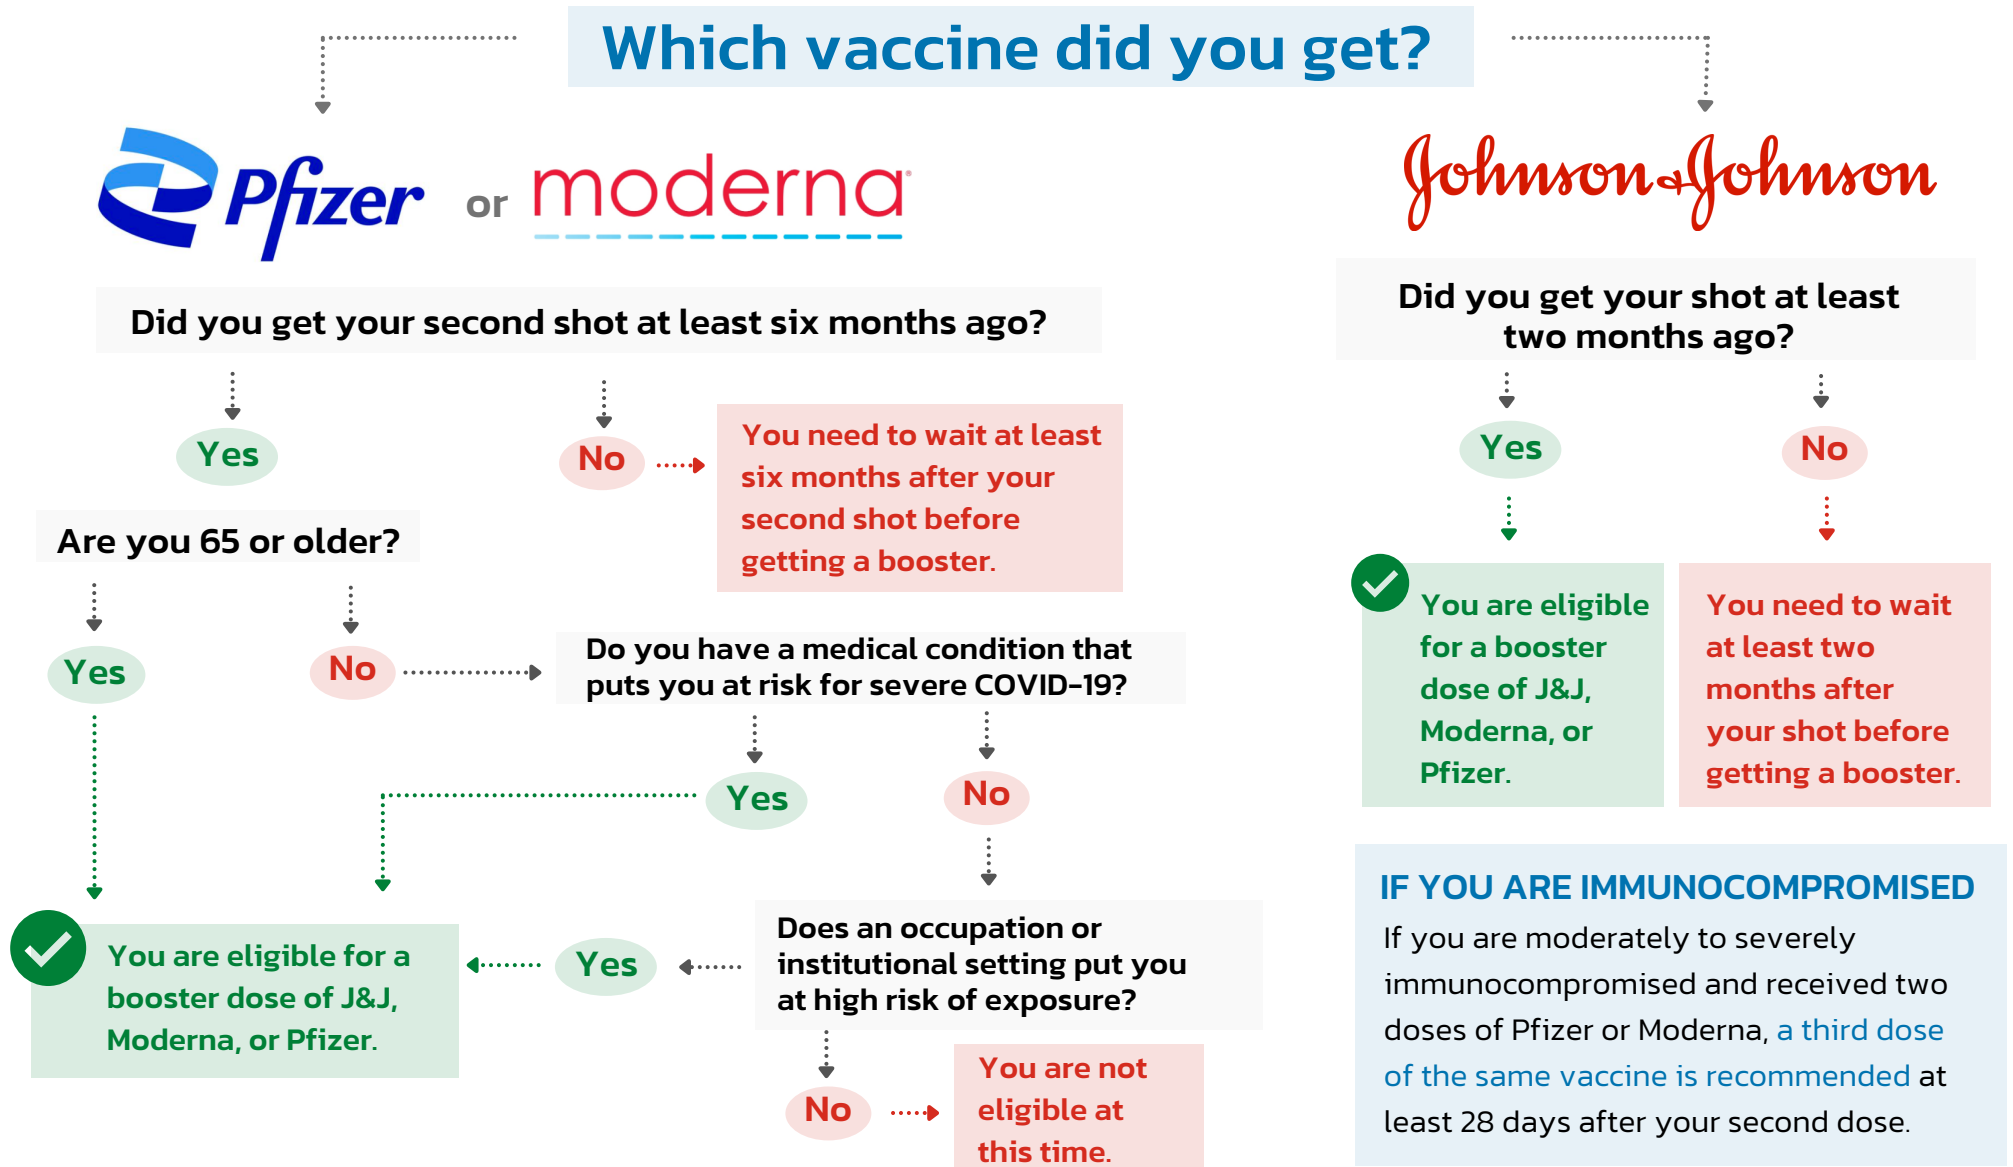 Which vaccine did you get?
Pfizer or moderna
Johnson & Johnson
Did you get your second shot at least six months ago?
Yes
No
You need to wait at least
six months after your
second shot before
getting a booster.
Are you 65 or older?
Yes
No
Do you have a medical condition that
puts you at risk for severe COVID-19?
Yes
No
Does an occupation or
institutional setting put you
at high risk of exposure?
Yes
You are eligible for a
booster dose of J&J,
Moderna, or Pfizer.
No
You are not
eligible at
this time.
Did you get your shot at least
two months ago?
Yes
No
You are eligible
for a booster
dose of J&J,
Moderna, or
Pfizer.
You need to wait
at least two
months after
your shot before
getting a booster.
IF YOU ARE IMMUNOCOMPROMISED
If you are moderately to severely
immunocompromised and received two
doses of Pfizer or Moderna, a third dose
of the same vaccine is recommended at
least 28 days after your second dose.